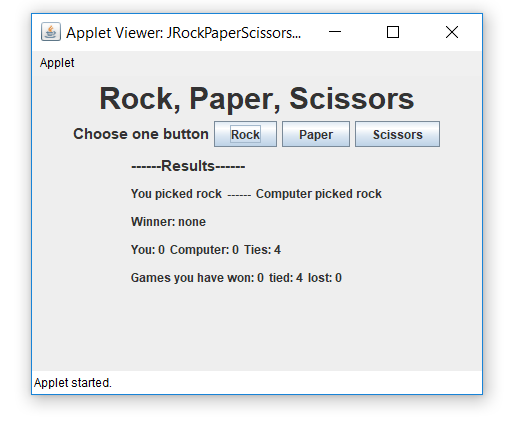 Applet Viewer: JRockPaperScissors...
Applet
Rock, Paper, Scissors
Choose one button Rock Paper Scissors
------Results------
You picked rock ------ Computer picked rock
Winner: none
You: 0 Computer: 0 Ties: 4
Games you have won: 0 tied: 4 lost: 0
Applet started.